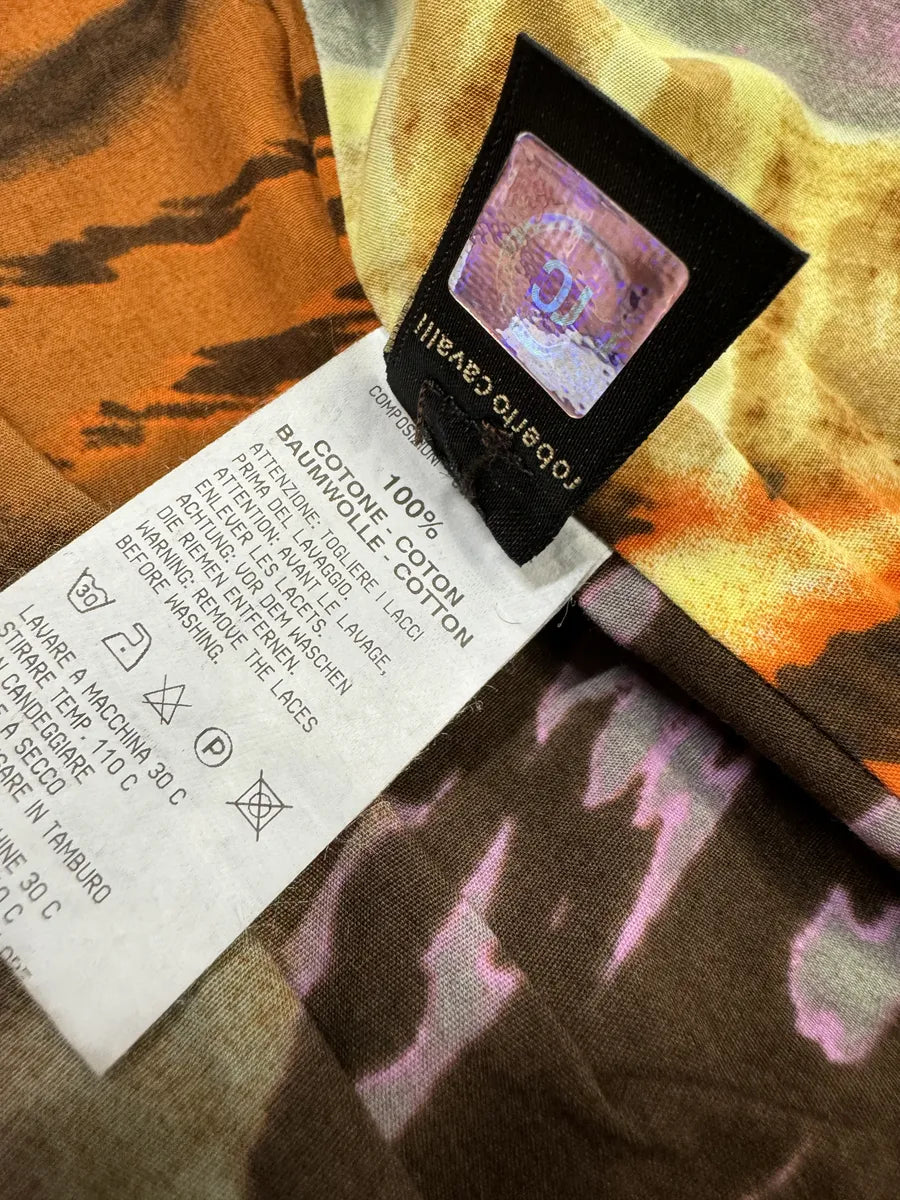 roberto cavalli
COMPOSITION
100%
COTONE - COTON
BAUMWOLLE - COTTON
ATTENZIONE: TOGLIERE I LACCI
PRIMA DEL LAVAGGIO.
ATTENTION: AVANT LE LAVAGE,
ENLEVER LES LACETS.
ACHTUNG: VOR DEM WASCHEN
DIE RIEMEN ENTFERNEN.
WARNING: REMOVE THE LACES
BEFORE WASHING.
30 P
LAVARE A MACCHINA 30 C
STIRARE TEMP. 110 C
CANDEGGIARE
A SECCO
IN TAMBURO
30 C
C